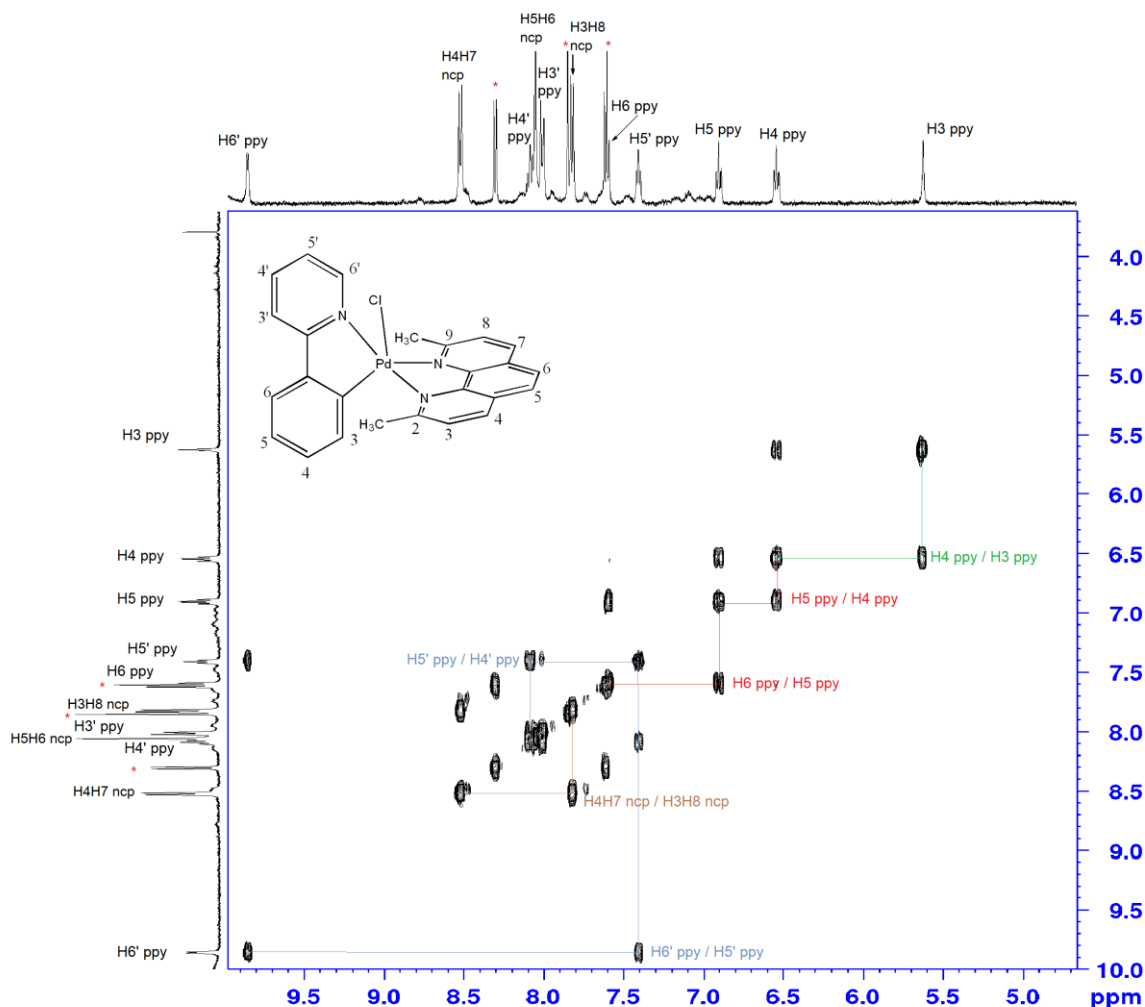 H5H6
ncp
*
H3H8
ncp
*
H4H7
ncp
*
H3'
ppy
H4'
ppy
H6 ppy
H5' ppy
H6' ppy
H5 ppy
H4 ppy
H3 ppy
5'
4'
6'
3'
N
Cl
H₃C
9
8
7
Pd
N
6
N
5
6
H₃C
2
3
4
5
3
4
4.0
4.5
5.0
5.5
6.0
6.5
7.0
7.5
8.0
8.5
9.0
9.5
10.0
H3 ppy
H4 ppy
H5 ppy
H5' ppy
H6 ppy
*
H3H8 ncp
*
H3' ppy
H5H6 ncp
H4' ppy
*
H4H7 ncp
H6' ppy
H4 ppy / H3 ppy
H5 ppy / H4 ppy
H5' ppy / H4' ppy
H6 ppy / H5 ppy
H4H7 ncp / H3H8 ncp
H6' ppy / H5' ppy
9.5 9.0 8.5 8.0 7.5 7.0 6.5 6.0 5.5 5.0 ppm